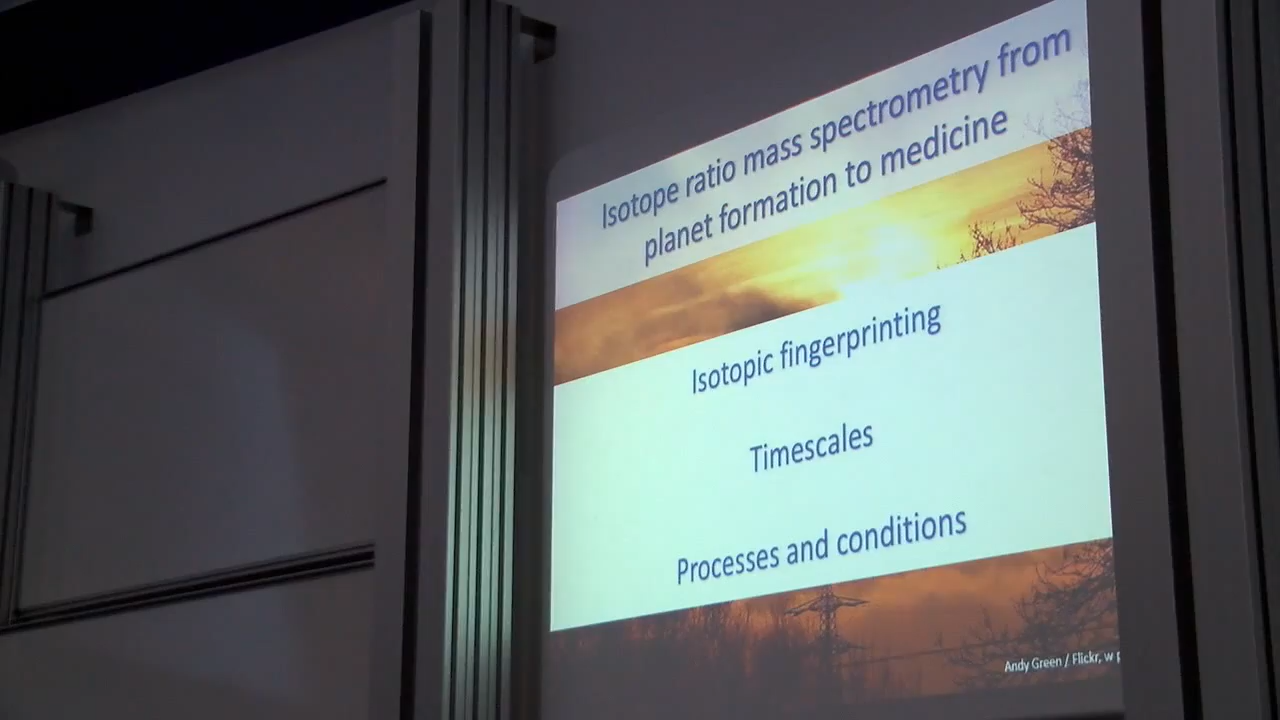 Isotope ratio mass spectrometry from
planet formation to medicine
Isotopic fingerprinting
Timescales
Processes and conditions
Andy Green / Flickr, w